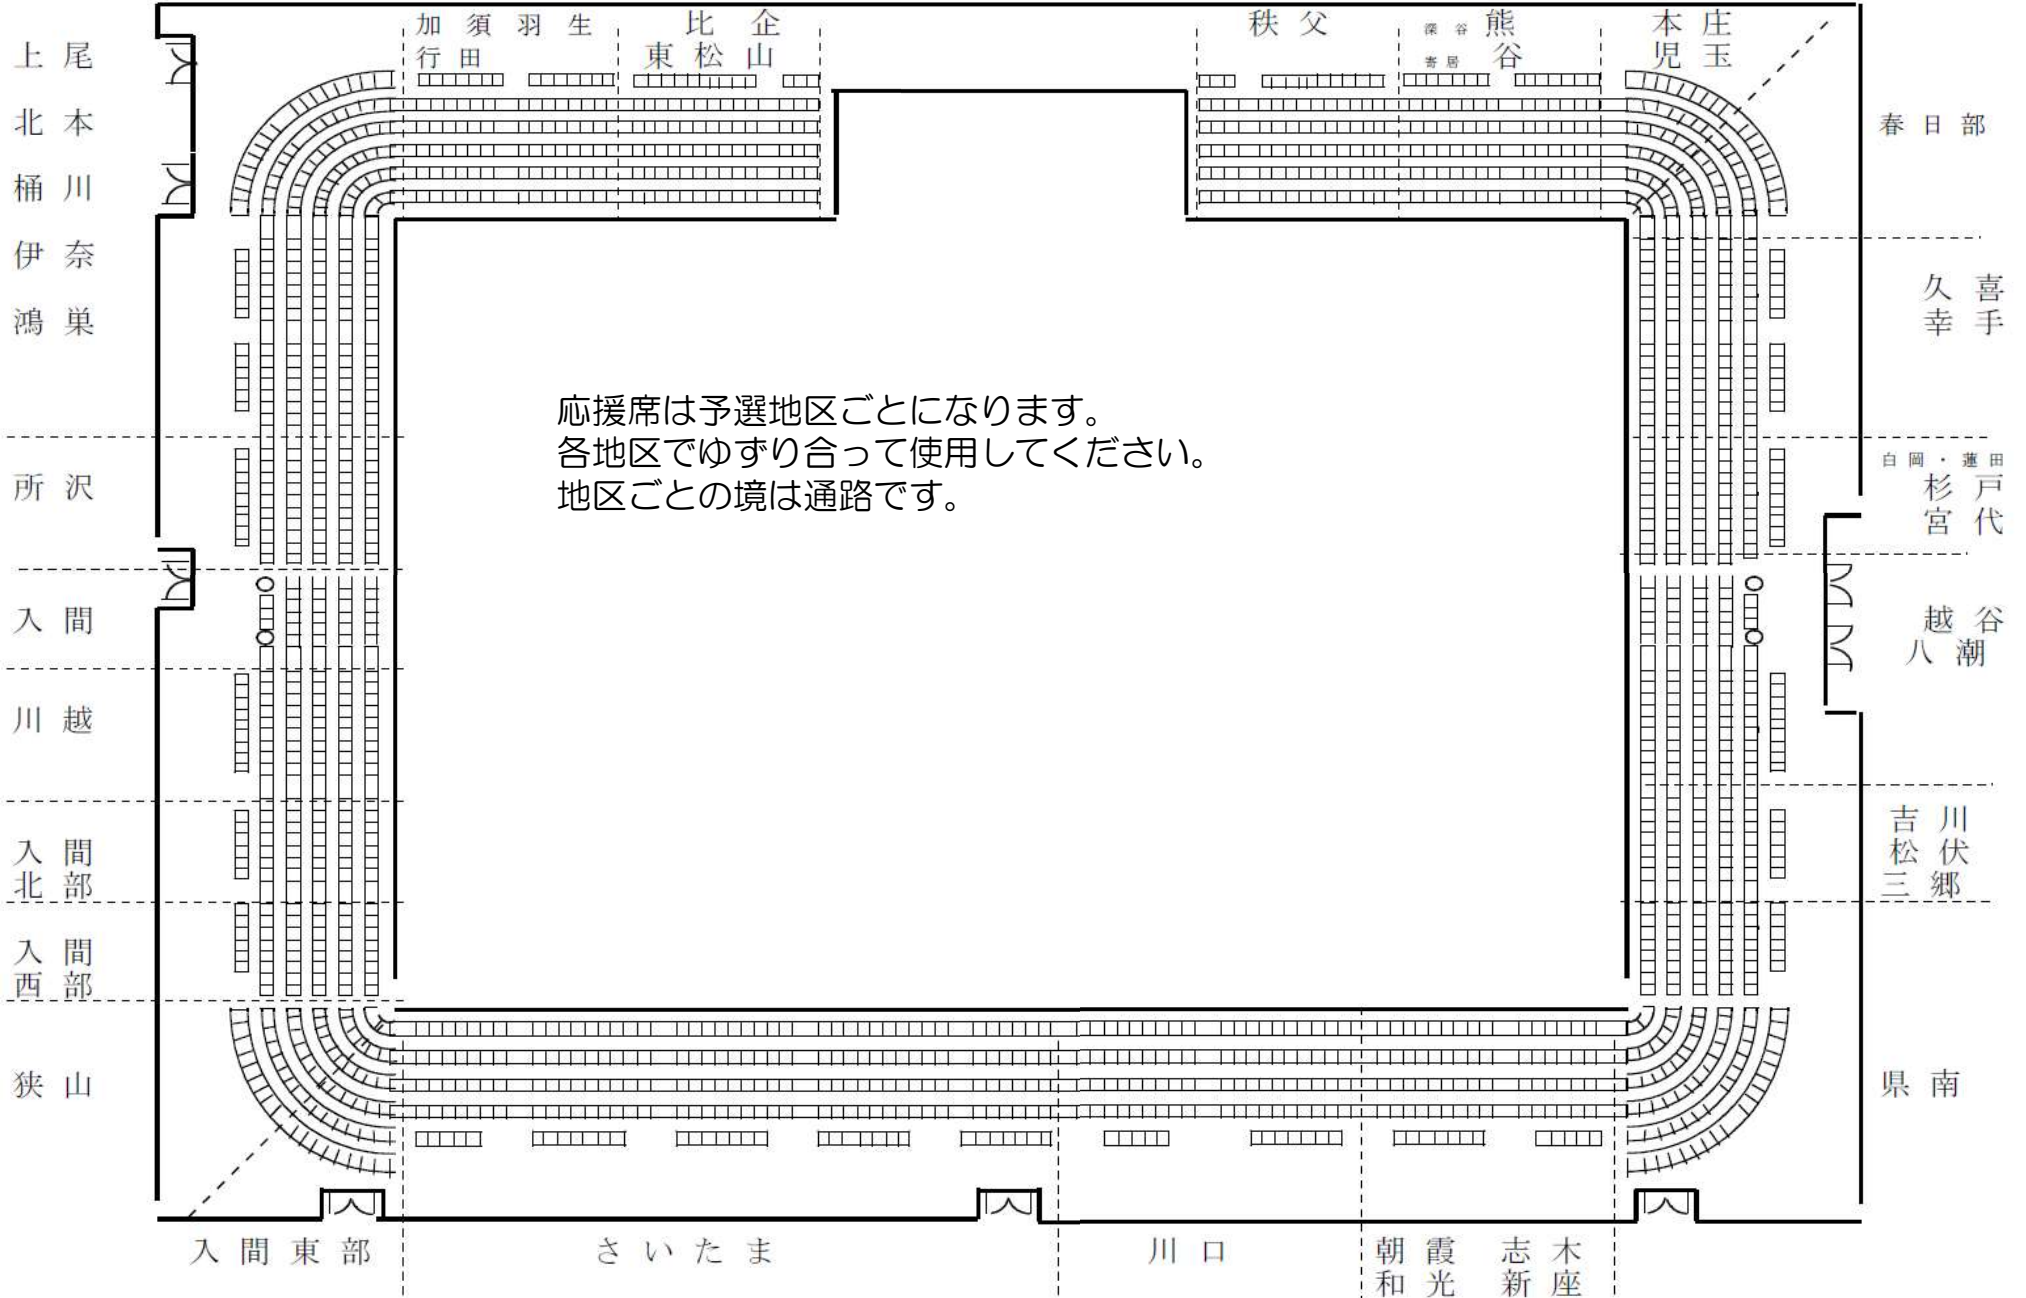 加須羽生
行田
比企
東松山
秩父
深谷
寄居
熊
谷
本庄
児玉
上尾
北本
桶川
伊奈
鴻巣
所沢
入間
川越
入間
北部
入間
西部
狭山
応援席は予選地区ごとになります。
各地区でゆずり合って使用してください。
地区ごとの境は通路です。
春日部
久喜
幸手
白岡・蓮田
杉戸
宮代
越谷
八潮
吉川
松伏
三郷
県南
入間東部
さいたま
川口
朝霞 志木
和光 新座